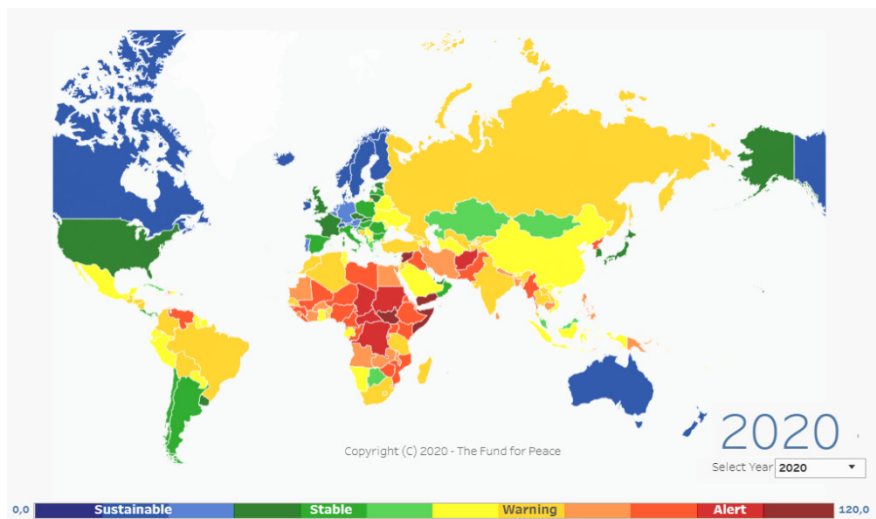 2020
Copyright (C) 2020 - The Fund for Peace
Select Year 2020
0,0 Sustainable Stable Warning Alert 120,0